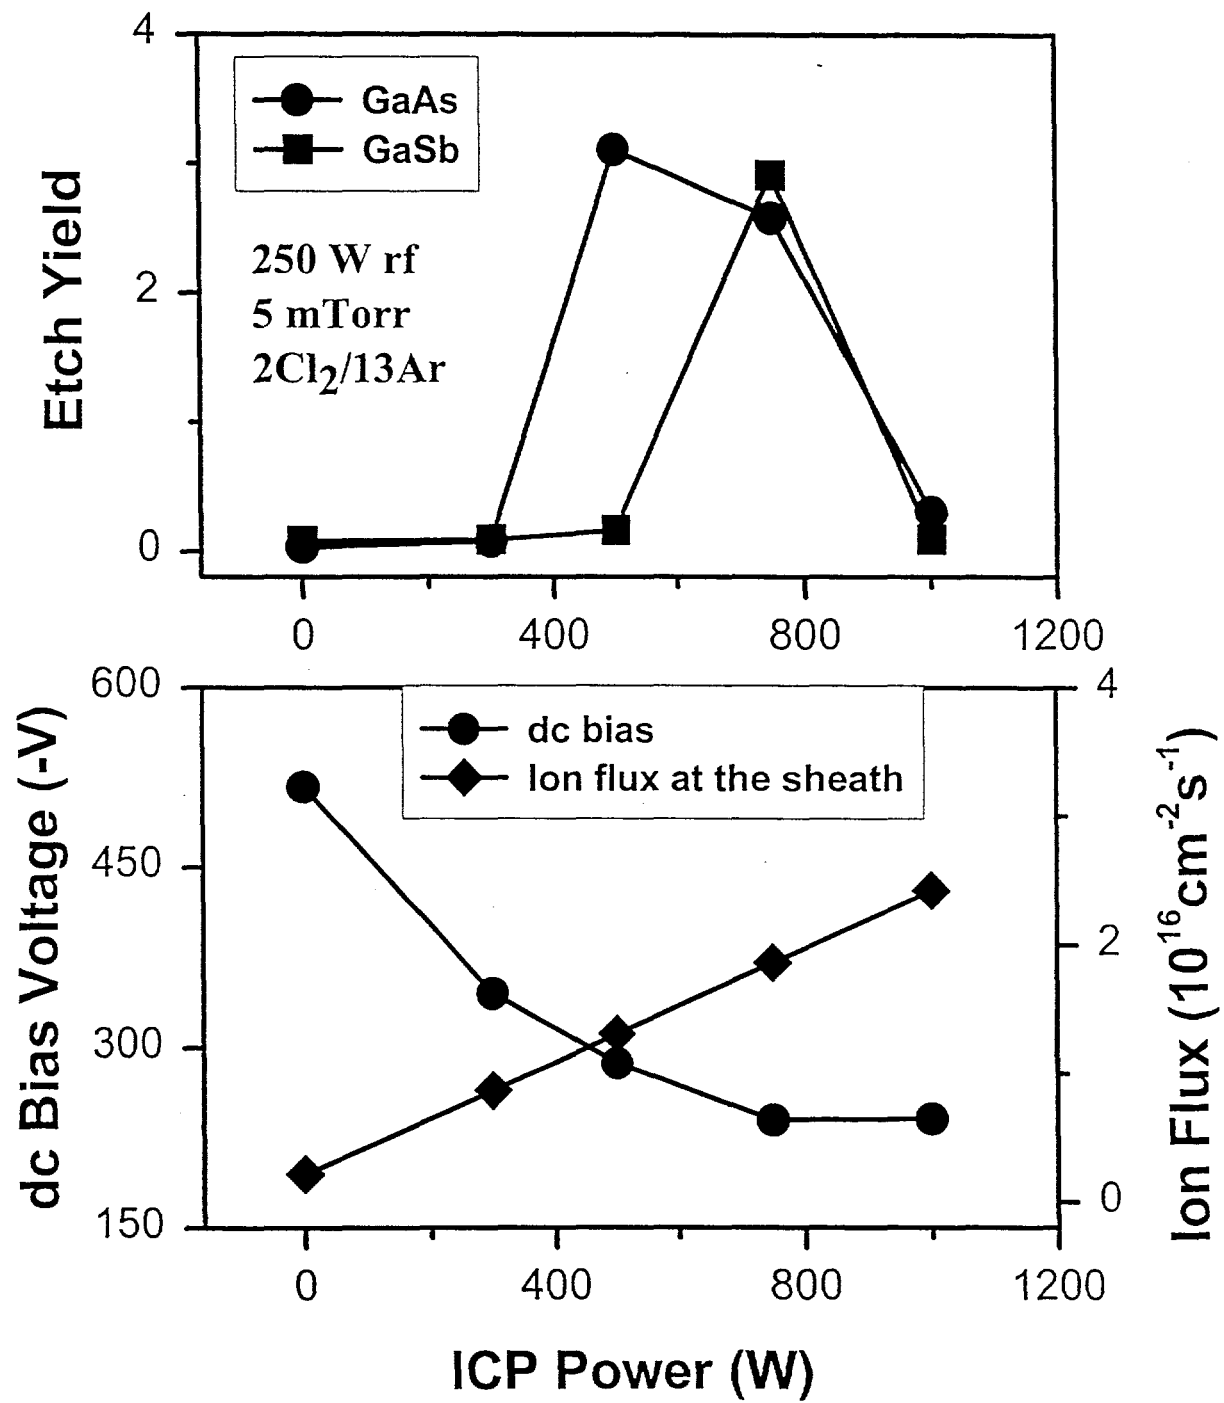 4
GaAs
GaSb
Etch Yield
250 W rf
2
5 mTorr
2Cl₂/13Ar
0
0 400 800 1200
600 4
dc bias
Ion flux at the sheath
dc Bias Voltage (-V)
450
2
Ion Flux (10¹⁶cm⁻²s⁻¹)
300
0
150
0 400 800 1200
ICP Power (W)